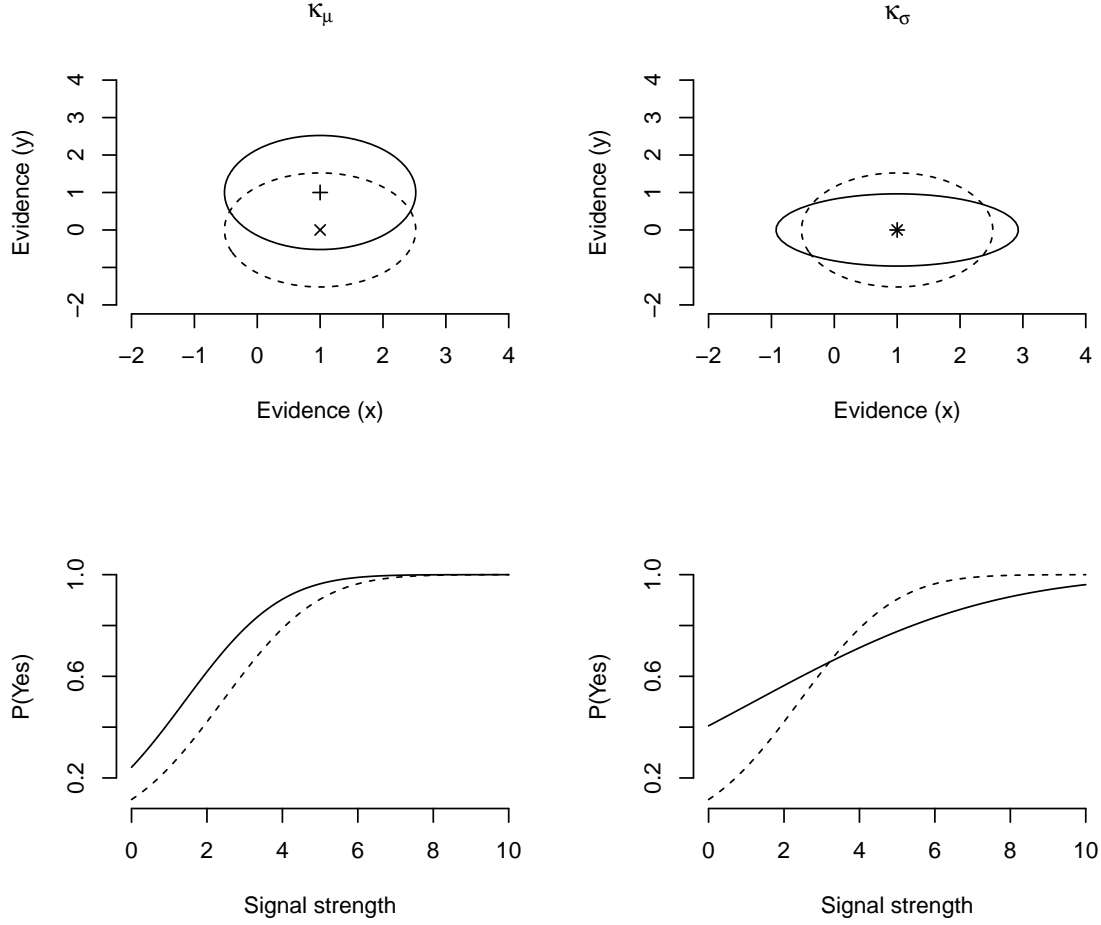 κμ
κσ
4
3
2
1
0
−2
Evidence (y)
−2 −1 0 1 2 3 4
Evidence (x)
4
3
2
1
0
−2
Evidence (y)
−2 −1 0 1 2 3 4
Evidence (x)
1.0
0.6
0.2
P(Yes)
0 2 4 6 8 10
Signal strength
1.0
0.6
0.2
P(Yes)
0 2 4 6 8 10
Signal strength